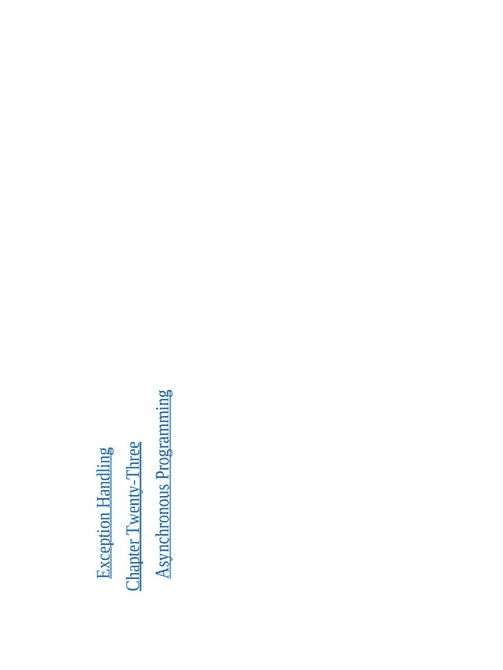 Exception Handling
Chapter Twenty-Three
Asynchronous Programming